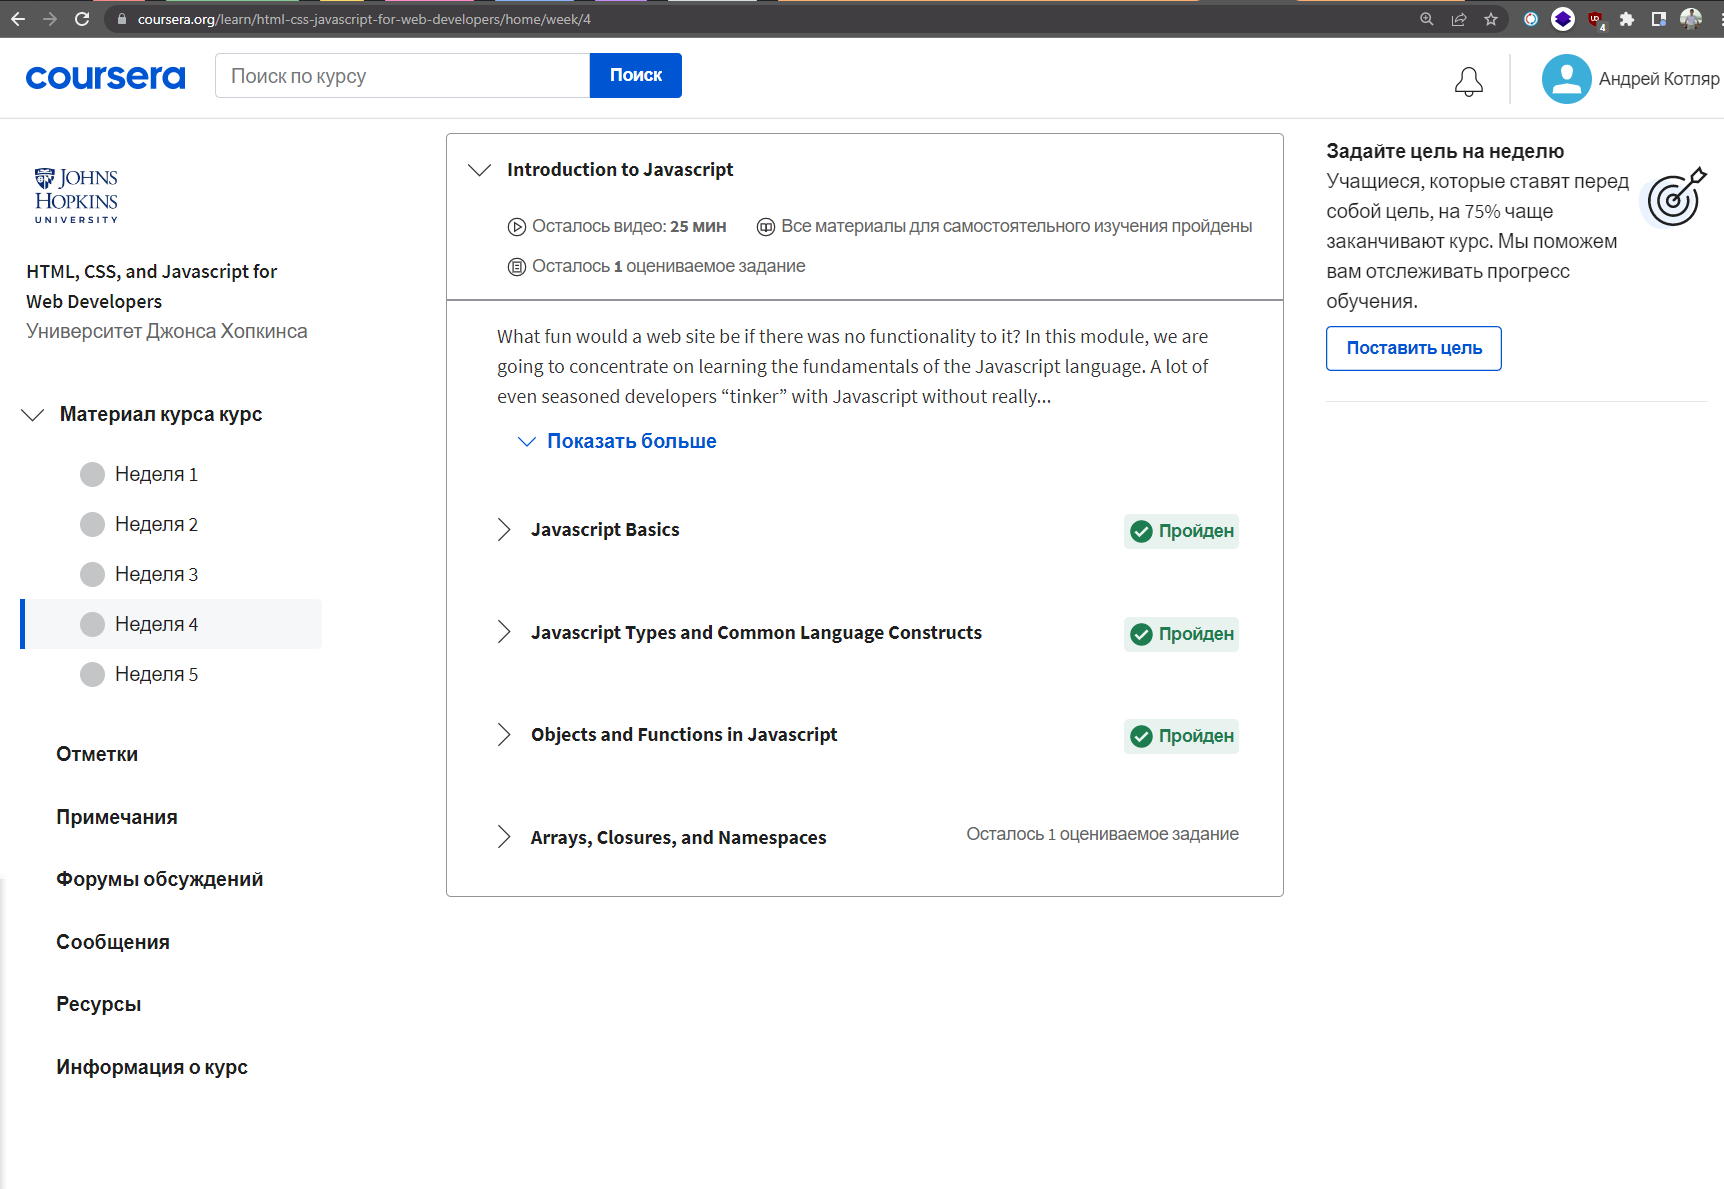 coursera.org/learn/html-css-javascript-for-web-developers/home/week/4
4
coursera
Поиск по курсу
Поиск
Андрей Котляр
JOHNS
HOPKINS
UNIVERSITY
HTML, CSS, and Javascript for
Web Developers
Университет Джонса Хопкинса
Материал курса курс
Неделя 1
Неделя 2
Неделя 3
Неделя 4
Неделя 5
Отметки
Примечания
Форумы обсуждений
Сообщения
Ресурсы
Информация о курс
Introduction to Javascript
Осталось видео: 25 мин
Все материалы для самостоятельного изучения пройдены
Осталось 1 оцениваемое задание
What fun would a web site be if there was no functionality to it? In this module, we are
going to concentrate on learning the fundamentals of the Javascript language. A lot of
even seasoned developers “tinker” with Javascript without really...
Показать больше
Javascript Basics
Пройден
Javascript Types and Common Language Constructs
Пройден
Objects and Functions in Javascript
Пройден
Arrays, Closures, and Namespaces
Осталось 1 оцениваемое задание
Задайте цель на неделю
Учащиеся, которые ставят перед
собой цель, на 75% чаще
заканчивают курс. Мы поможем
вам отслеживать прогресс
обучения.
Поставить цель